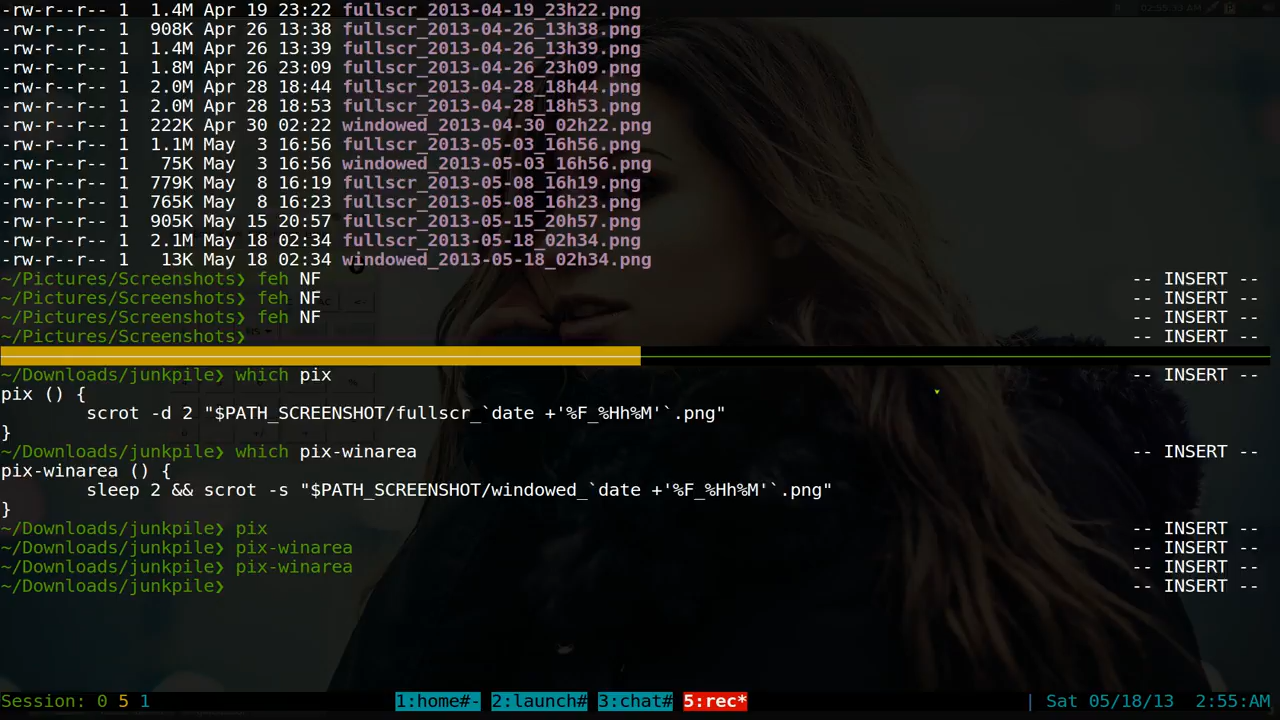 -rw-r--r-- 1 1.4M Apr 19 23:22 fullscr_2013-04-19_23h22.png
-rw-r--r-- 1 908K Apr 26 13:38 fullscr_2013-04-26_13h38.png
-rw-r--r-- 1 1.4M Apr 26 13:39 fullscr_2013-04-26_13h39.png
-rw-r--r-- 1 1.8M Apr 26 23:09 fullscr_2013-04-26_23h09.png
-rw-r--r-- 1 2.0M Apr 28 18:44 fullscr_2013-04-28_18h44.png
-rw-r--r-- 1 2.0M Apr 28 18:53 fullscr_2013-04-28_18h53.png
-rw-r--r-- 1 222K Apr 30 02:22 windowed_2013-04-30_02h22.png
-rw-r--r-- 1 1.1M May 3 16:56 fullscr_2013-05-03_16h56.png
-rw-r--r-- 1 75K May 3 16:56 windowed_2013-05-03_16h56.png
-rw-r--r-- 1 779K May 8 16:19 fullscr_2013-05-08_16h19.png
-rw-r--r-- 1 765K May 8 16:23 fullscr_2013-05-08_16h23.png
-rw-r--r-- 1 905K May 15 20:57 fullscr_2013-05-15_20h57.png
-rw-r--r-- 1 2.1M May 18 02:34 fullscr_2013-05-18_02h34.png
-rw-r--r-- 1 13K May 18 02:34 windowed_2013-05-18_02h34.png
~/Pictures/Screenshots❯ feh NF -- INSERT --
~/Pictures/Screenshots❯ feh NF -- INSERT --
~/Pictures/Screenshots❯ feh NF -- INSERT --
~/Pictures/Screenshots❯ -- INSERT --
~/Downloads/junkpile❯ which pix -- INSERT --
pix () {
scrot -d 2 "$PATH_SCREENSHOT/fullscr_`date +'%F_%Hh%M'`.png"
}
~/Downloads/junkpile❯ which pix-winarea -- INSERT --
pix-winarea () {
sleep 2 && scrot -s "$PATH_SCREENSHOT/windowed_`date +'%F_%Hh%M'`.png"
}
~/Downloads/junkpile❯ pix -- INSERT --
~/Downloads/junkpile❯ pix-winarea -- INSERT --
~/Downloads/junkpile❯ pix-winarea -- INSERT --
~/Downloads/junkpile❯ -- INSERT --
Session: 0 5 1 1:home#- 2:launch# 3:chat# 5:rec* | Sat 05/18/13 2:55:AM